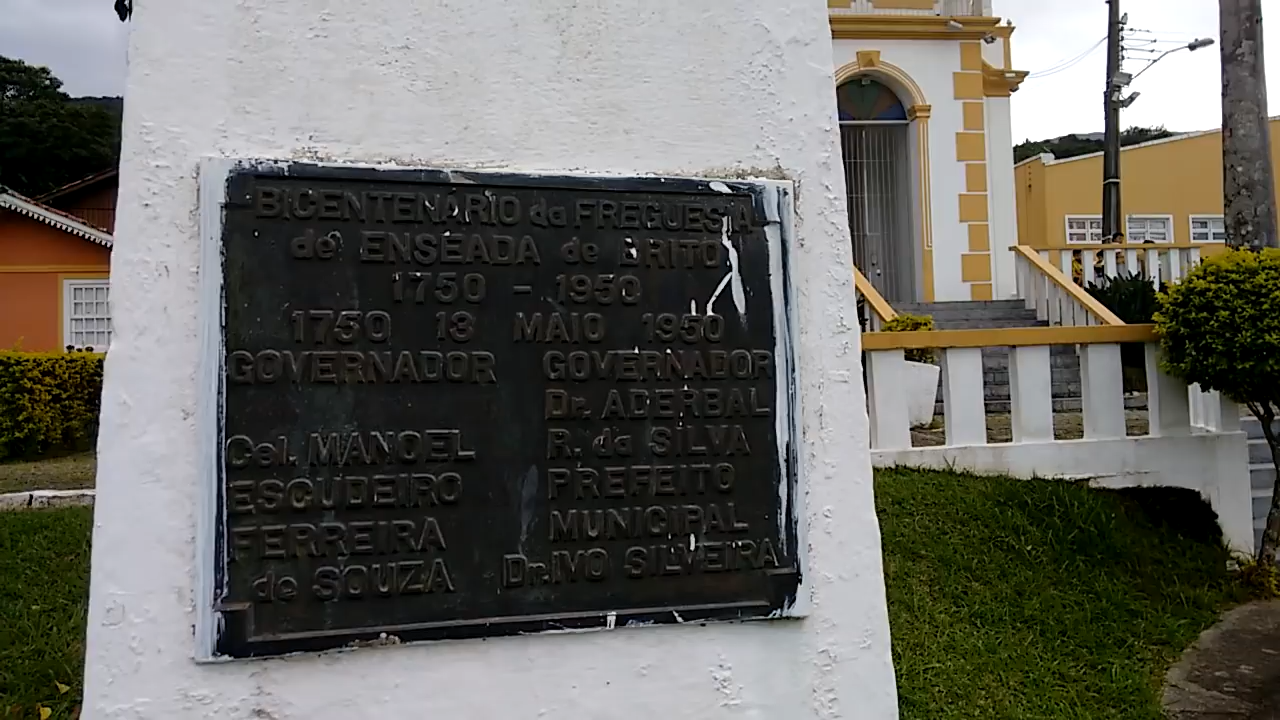 BICENTENÁRIO da FREGUESIA
de ENSEADA de BRITO
1750 - 1950
1750 13 MAIO 1950
GOVERNADOR GOVERNADOR
Dr. ADERBAL
Cel. MANOEL R. da SILVA
ESCUDEIRO PREFEITO
FERREIRA MUNICIPAL
de SOUZA Dr. IVO SILVEIRA